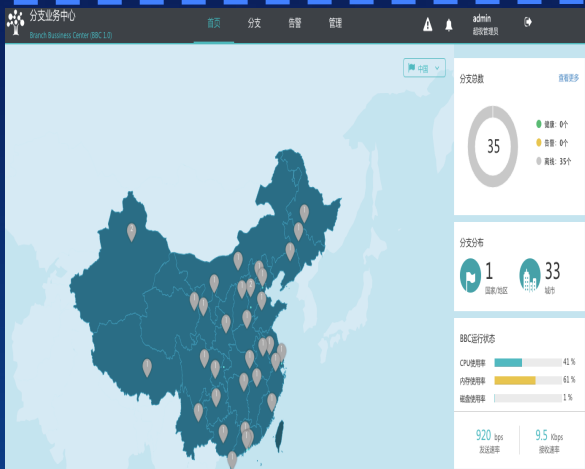 分支业务中心
Branch Bussiness Center (BBC 1.0)
首页
分支
告警
管理
admin
超级管理员
中国
分支总数
查看更多
35
健康: 0个
告警: 0个
离线: 35个
分支分布
1
国家/地区
33
城市
BBC运行状态
CPU使用率
41 %
内存使用率
61 %
磁盘使用率
1 %
920 bps
发送速率
9.5 Kbps
接收速率